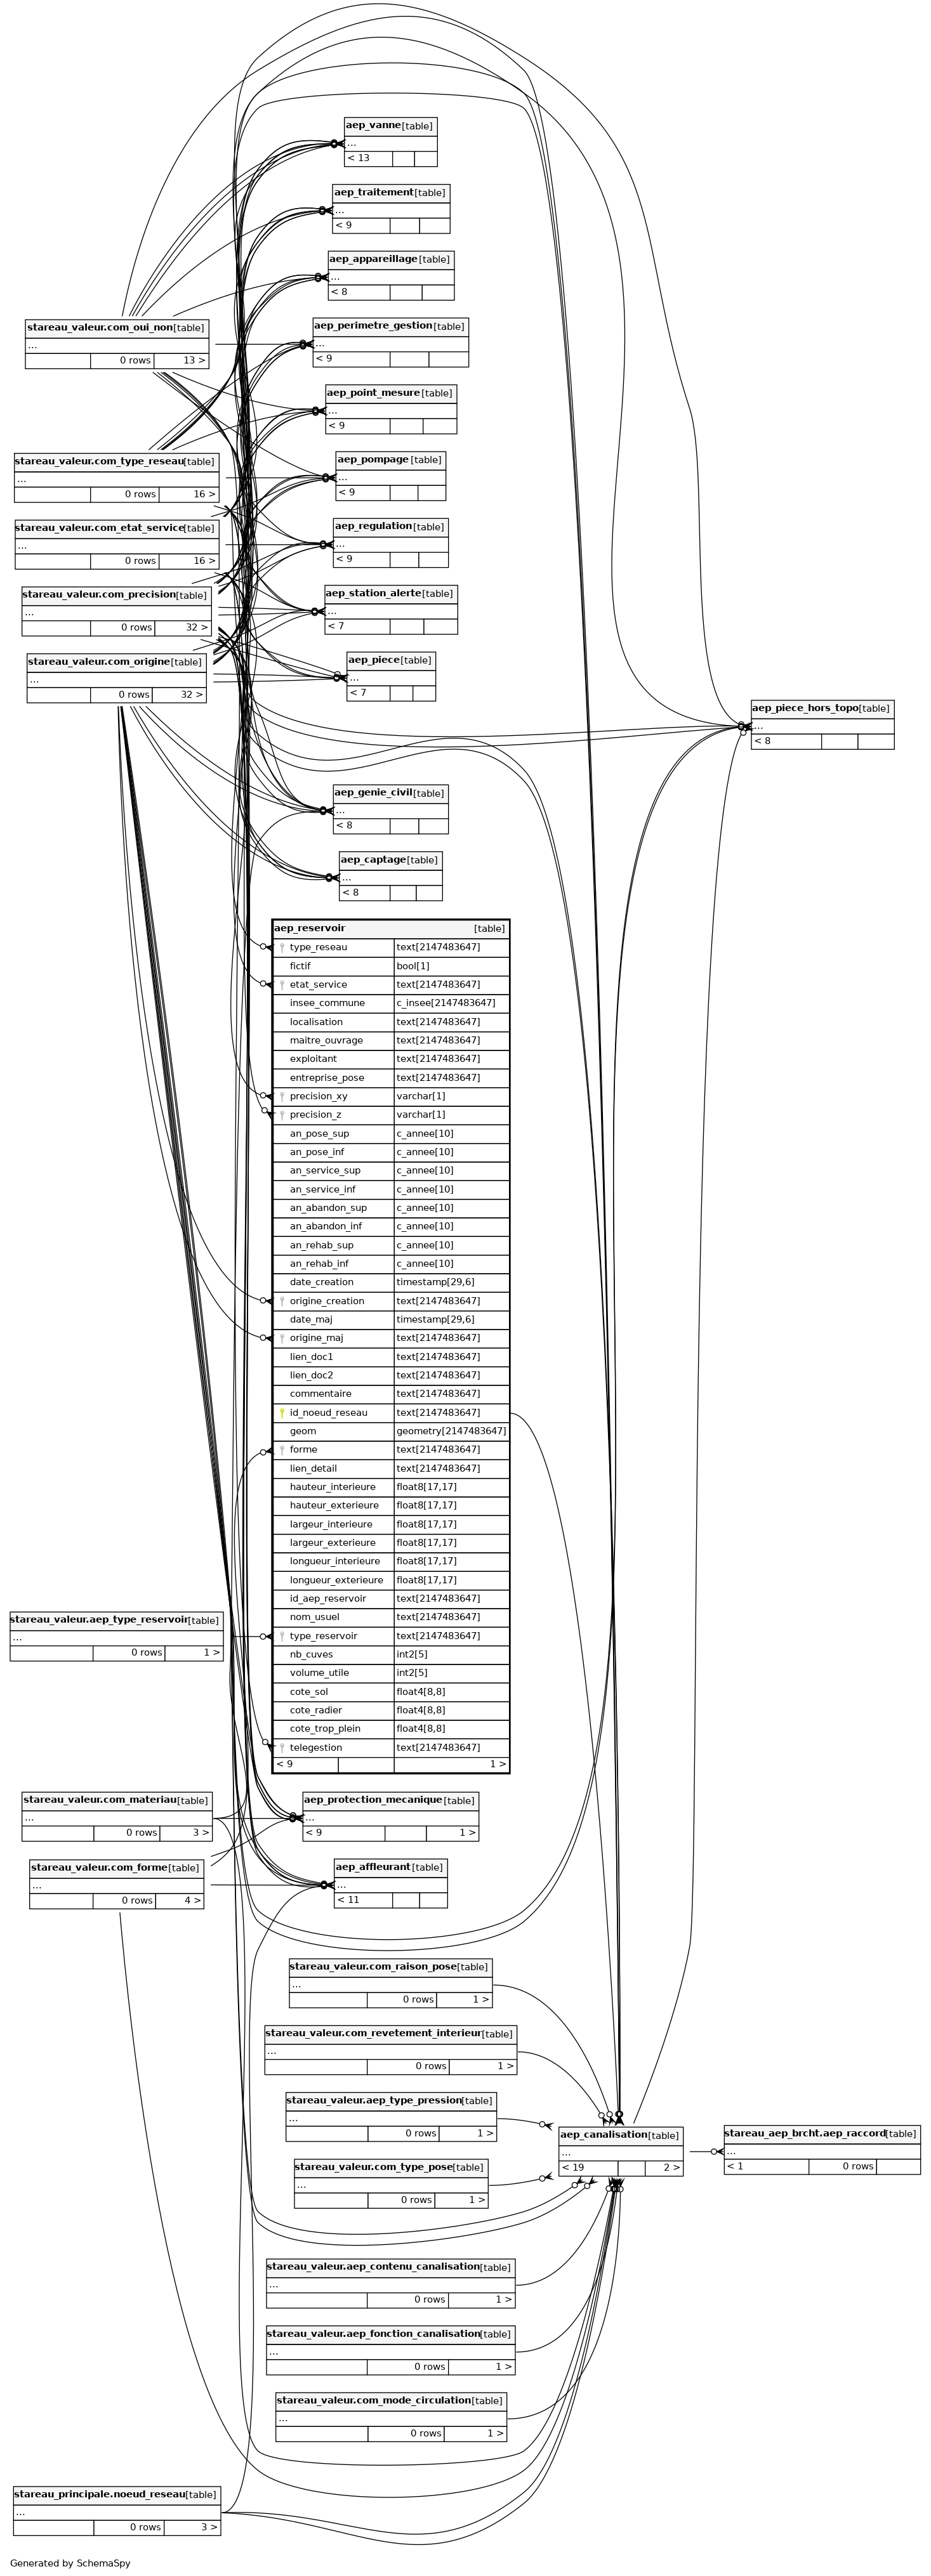 aep_vanne [table]
...
< 13
aep_traitement [table]
...
< 9
aep_appareillage [table]
...
< 8
stareau_valeur.com_oui_non [table]
...
0 rows 13 >
aep_perimetre_gestion [table]
...
< 9
aep_point_mesure [table]
...
< 9
stareau_valeur.com_type_reseau [table]
...
0 rows 16 >
aep_pompage [table]
...
< 9
stareau_valeur.com_etat_service [table]
...
0 rows 16 >
aep_regulation [table]
...
< 9
stareau_valeur.com_precision [table]
...
0 rows 32 >
aep_station_alerte [table]
...
< 7
stareau_valeur.com_origine [table]
...
0 rows 32 >
aep_piece [table]
...
< 7
aep_piece_hors_topo [table]
...
< 8
aep_genie_civil [table]
...
< 8
aep_captage [table]
...
< 8
aep_reservoir [table]
type_reseau text[2147483647]
fictif bool[1]
etat_service text[2147483647]
insee_commune c_insee[2147483647]
localisation text[2147483647]
maitre_ouvrage text[2147483647]
exploitant text[2147483647]
entreprise_pose text[2147483647]
precision_xy varchar[1]
precision_z varchar[1]
an_pose_sup c_annee[10]
an_pose_inf c_annee[10]
an_service_sup c_annee[10]
an_service_inf c_annee[10]
an_abandon_sup c_annee[10]
an_abandon_inf c_annee[10]
an_rehab_sup c_annee[10]
an_rehab_inf c_annee[10]
date_creation timestamp[29,6]
origine_creation text[2147483647]
date_maj timestamp[29,6]
origine_maj text[2147483647]
lien_doc1 text[2147483647]
lien_doc2 text[2147483647]
commentaire text[2147483647]
id_noeud_reseau text[2147483647]
geom geometry[2147483647]
forme text[2147483647]
lien_detail text[2147483647]
hauteur_interieure float8[17,17]
hauteur_exterieure float8[17,17]
largeur_interieure float8[17,17]
largeur_exterieure float8[17,17]
longueur_interieure float8[17,17]
longueur_exterieure float8[17,17]
id_aep_reservoir text[2147483647]
nom_usuel text[2147483647]
type_reservoir text[2147483647]
nb_cuves int2[5]
volume_utile int2[5]
cote_sol float4[8,8]
cote_radier float4[8,8]
cote_trop_plein float4[8,8]
telegestion text[2147483647]
< 9 1 >
stareau_valeur.aep_type_reservoir [table]
...
0 rows 1 >
stareau_valeur.com_materiau [table]
...
0 rows 3 >
aep_protection_mecanique [table]
...
< 9 1 >
stareau_valeur.com_forme [table]
...
0 rows 4 >
aep_affleurant [table]
...
< 11
stareau_valeur.com_raison_pose [table]
...
0 rows 1 >
stareau_valeur.com_revetement_interieur [table]
...
0 rows 1 >
stareau_valeur.aep_type_pression [table]
...
0 rows 1 >
aep_canalisation [table]
...
< 19 2 >
stareau_aep_brcht.aep_raccord [table]
...
< 1 0 rows
stareau_valeur.com_type_pose [table]
...
0 rows 1 >
stareau_valeur.aep_contenu_canalisation [table]
...
0 rows 1 >
stareau_valeur.aep_fonction_canalisation [table]
...
0 rows 1 >
stareau_valeur.com_mode_circulation [table]
...
0 rows 1 >
stareau_principale.noeud_reseau [table]
...
0 rows 3 >
Generated by SchemaSpy